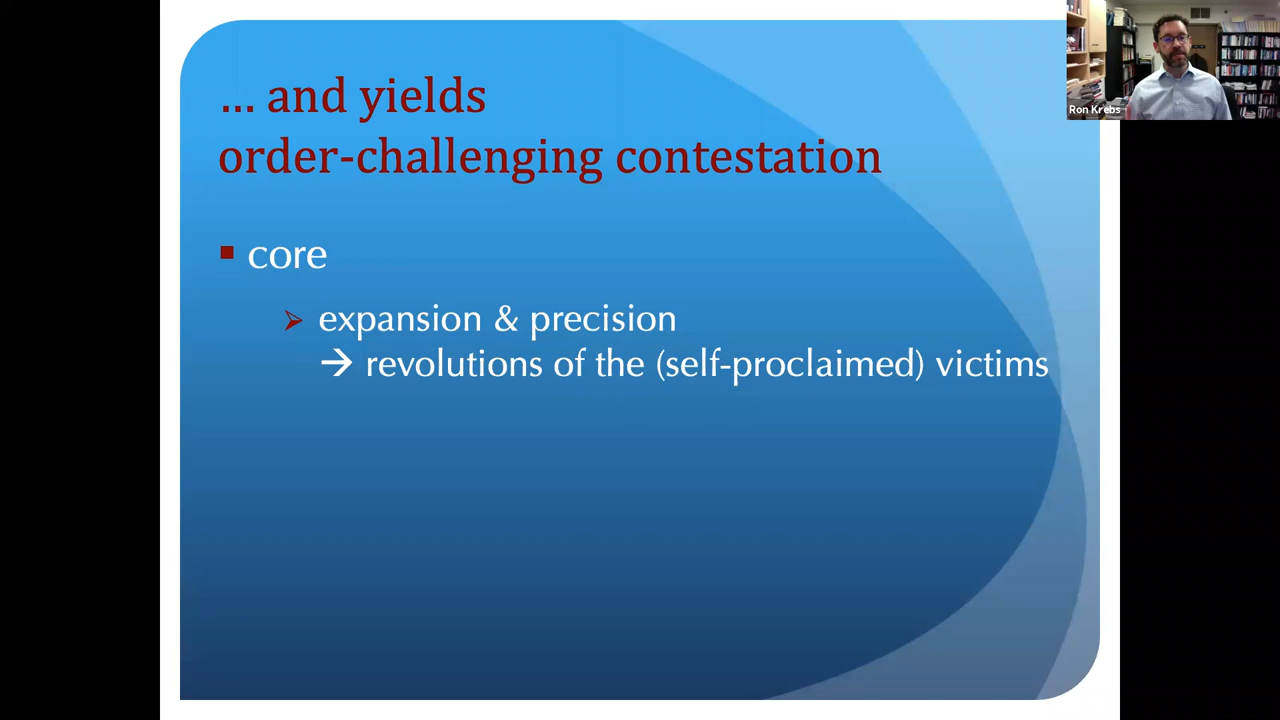 ... and yields
order-challenging contestation
▪ core
➢ expansion & precision
→ revolutions of the (self-proclaimed) victims
Ron Krebs